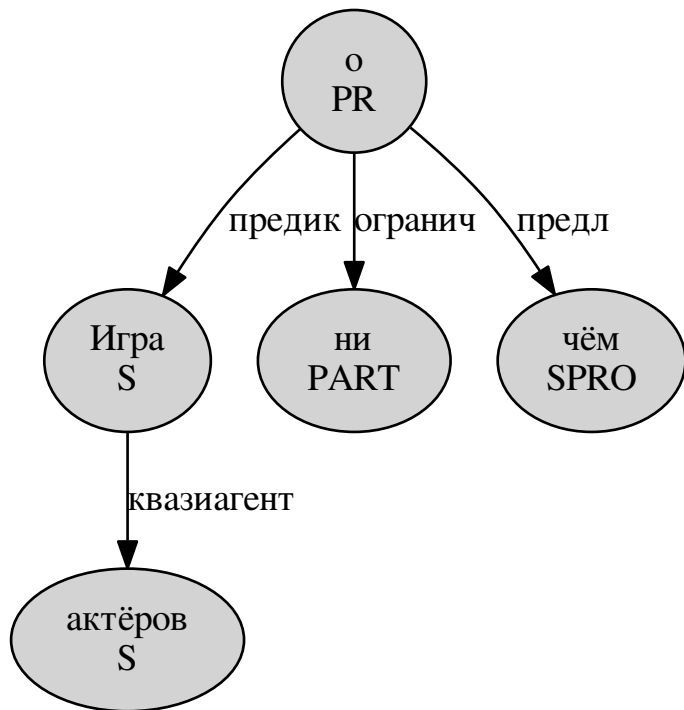 о
PR
предик
огранич
предл
Игра
S
ни
PART
чём
SPRO
квазиагент
актёров
S